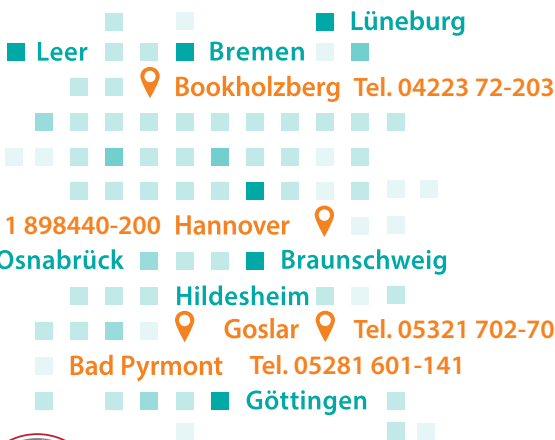 Lüneburg
Leer Bremen
Bookholzberg Tel. 04223 72-203
1 898440-200 Hannover
Osnabrück Braunschweig
Hildesheim
Goslar Tel. 05321 702-70
Bad Pyrmont Tel. 05281 601-141
Göttingen